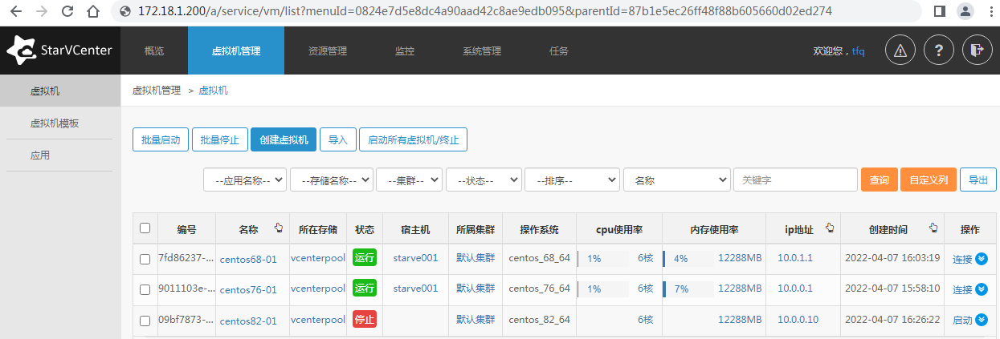 172.18.1.200/a/service/vm/list?menuId=0824e7d5e8dc4a90aad42c8ae9edb095&parentId=87b1e5ec26ff48f88b605660d02ed274
StarVCenter 概览 虚拟机管理 资源管理 监控 系统管理 任务 欢迎您，tfq
虚拟机
虚拟机模板
应用
虚拟机管理 > 虚拟机
批量启动 批量停止 创建虚拟机 导入 启动所有虚拟机/终止
--应用名称-- --存储名称-- --集群-- --状态-- --排序-- 名称 关键字 查询 自定义列 导出
编号 名称 所在存储 状态 宿主机 所属集群 操作系统 cpu使用率 内存使用率 ip地址 创建时间 操作
7fd86237-... centos68-01 vcenterpool 运行 starve001 默认集群 centos_68_64 1% 6核 4% 12288MB 10.0.1.1 2022-04-07 16:03:19 连接
9011103e-... centos76-01 vcenterpool 运行 starve001 默认集群 centos_76_64 1% 6核 7% 12288MB 10.0.0.1 2022-04-07 15:58:10 连接
09bf7873-... centos82-01 vcenterpool 停止 默认集群 centos_82_64 6核 12288MB 10.0.0.10 2022-04-07 16:26:22 启动